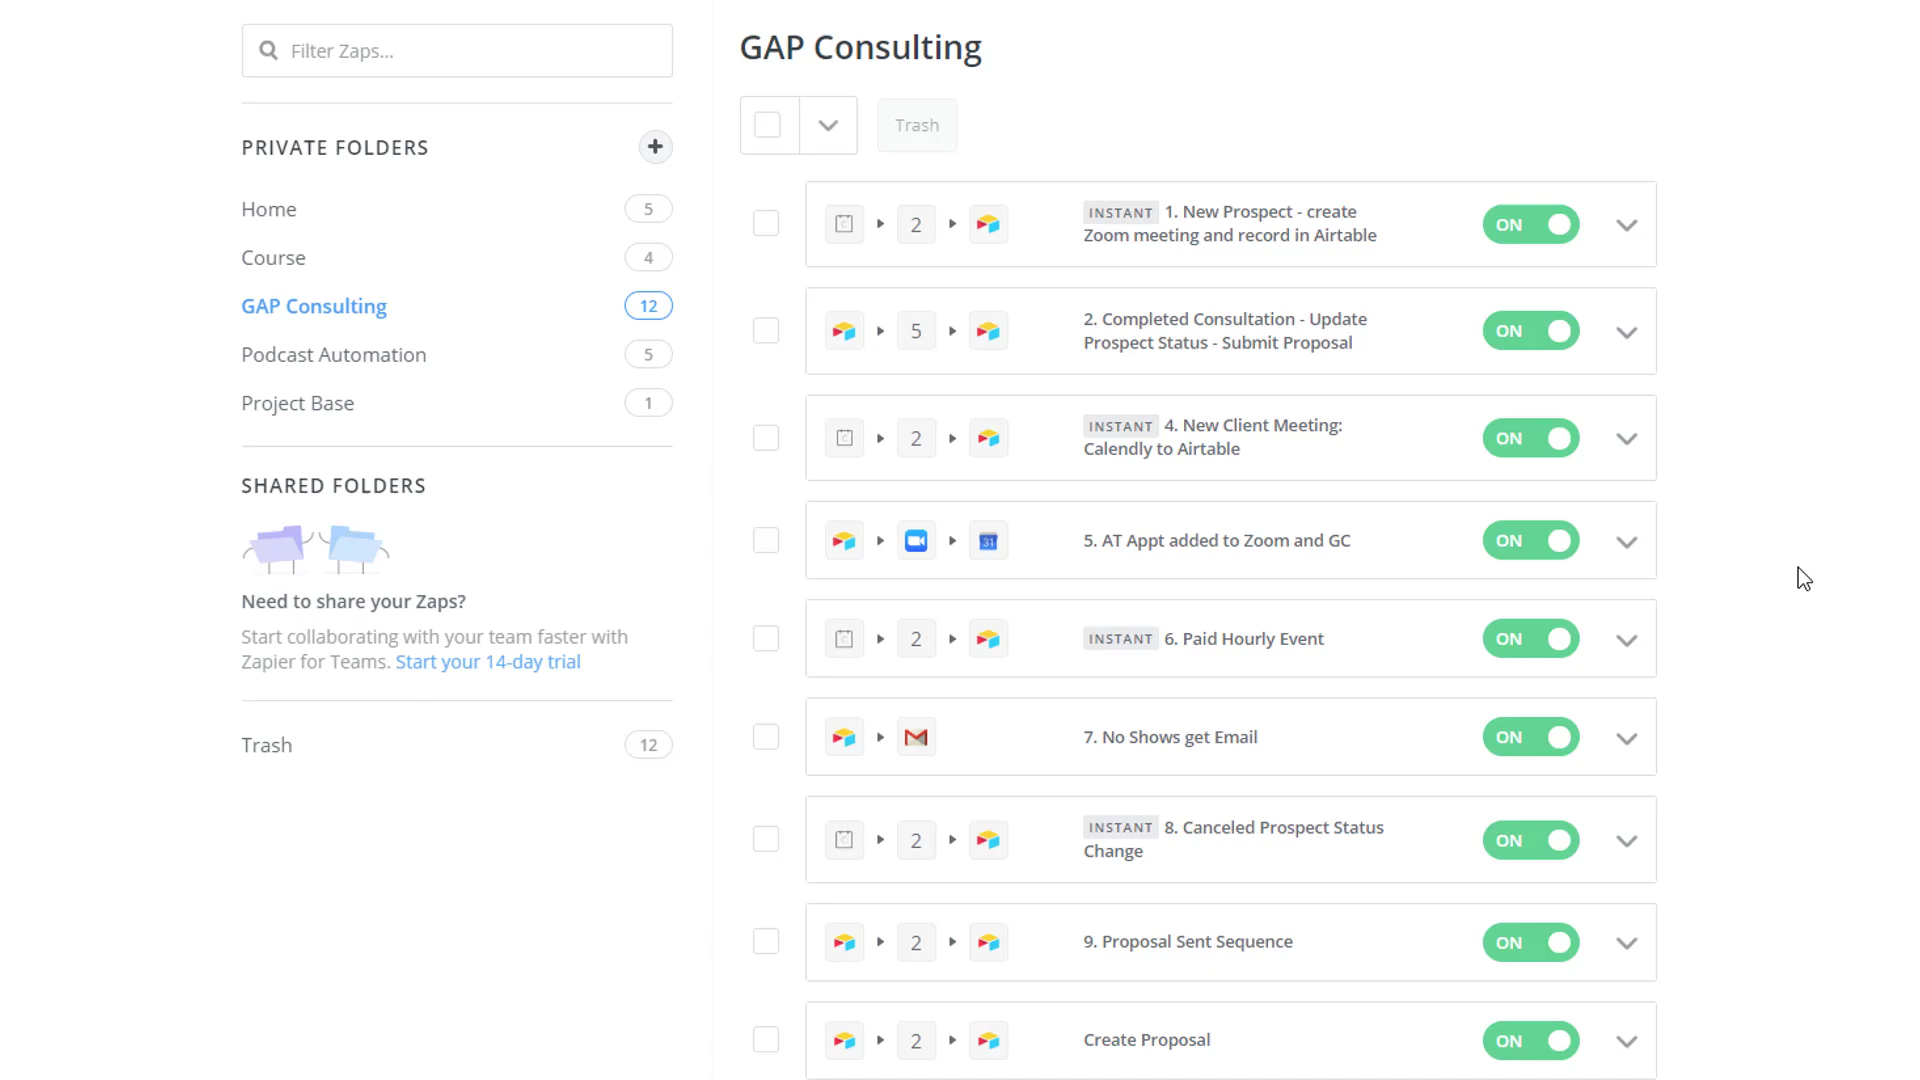 Filter Zaps...
PRIVATE FOLDERS
Home 5
Course 4
GAP Consulting 12
Podcast Automation 5
Project Base 1
SHARED FOLDERS
Need to share your Zaps?
Start collaborating with your team faster with
Zapier for Teams. Start your 14-day trial
Trash 12
GAP Consulting
Trash
2 INSTANT 1. New Prospect - create
Zoom meeting and record in Airtable
ON
5 2. Completed Consultation - Update
Prospect Status - Submit Proposal
ON
2 INSTANT 4. New Client Meeting:
Calendly to Airtable
ON
31 5. AT Appt added to Zoom and GC ON
2 INSTANT 6. Paid Hourly Event ON
7. No Shows get Email ON
2 INSTANT 8. Canceled Prospect Status
Change
ON
2 9. Proposal Sent Sequence ON
2 Create Proposal ON